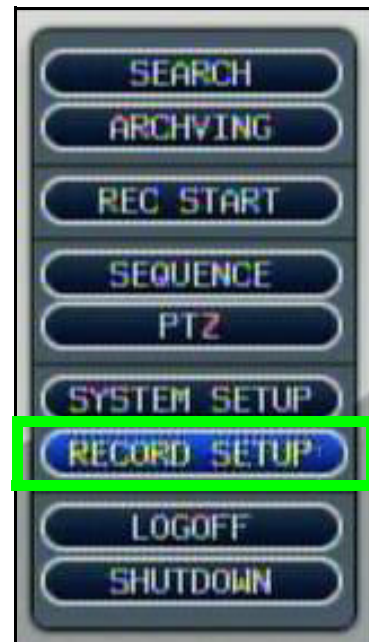 SEARCH
ARCHVING
REC START
SEQUENCE
PTZ
SYSTEM SETUP
RECORD SETUP
LOGOFF
SHUTDOWN